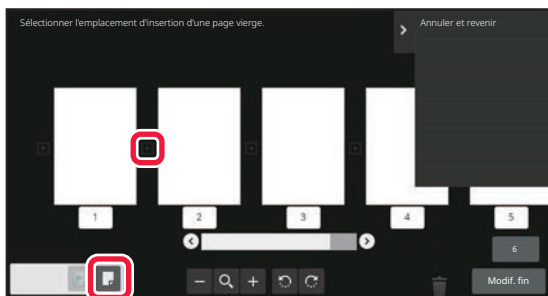 Sélectionner l'emplacement d'insertion d'une page vierge.
Annuler et revenir
1
2
3
4
5
6
Modif. fin